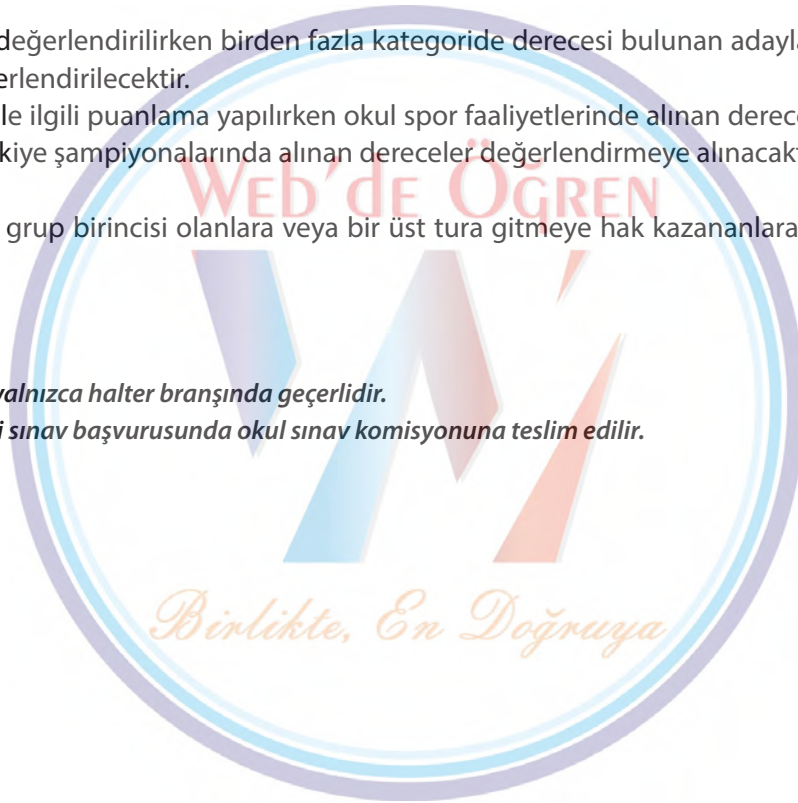 değerlendirilirken birden fazla kategoride derecesi bulunan adayla
erlendirilecektir.
le ilgili puanlama yapılırken okul spor faaliyetlerinde alınan derece
kiye şampiyonalarında alınan dereceler değerlendirmeye alınacakt
WEB'DE ÖĞREN
grup birincisi olanlara veya bir üst tura gitmeye hak kazananlara
yalnızca halter branşında geçerlidir.
i sınav başvurusunda okul sınav komisyonuna teslim edilir.
Birlikte, En Doğruya